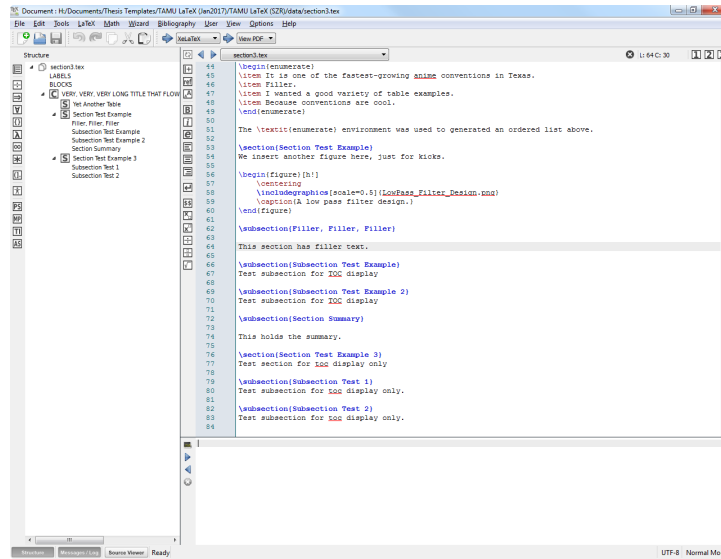 Document : H:/Documents/Thesis Templates/TAMU LaTeX (Jan2017)/TAMU LaTeX (SZR)/data/section3.tex
File Edit Tools LaTeX Math Wizard Bibliography User View Options Help
XeLaTeX View PDF
Structure
section3.tex
L: 64 C: 30
1 2
section3.tex
LABELS
BLOCKS
C VERY, VERY, VERY LONG TITLE THAT FLOW
S Yet Another Table
S Section Test Example
Filler, Filler, Filler
Subsection Test Example
Subsection Test Example 2
Section Summary
S Section Test Example 3
Subsection Test 1
Subsection Test 2
PS
MP
TI
AS
ref
B
i
e
$$
44 \begin{enumerate}
45 \item It is one of the fastest-growing anime conventions in Texas.
46 \item Filler.
47 \item I wanted a good variety of table examples.
48 \item Because conventions are cool.
49 \end{enumerate}
50
51 The \textit{enumerate} environment was used to generated an ordered list above.
52
53 \section{Section Test Example}
54 We insert another figure here, just for kicks.
55
56 \begin{figure}[h!]
57 \centering
58 \includegraphics[scale=0.5]{LowPass_Filter_Design.png}
59 \caption{A low pass filter design.}
60 \end{figure}
61
62 \subsection{Filler, Filler, Filler}
63
64 This section has filler text.
65
66 \subsection{Subsection Test Example}
67 Test subsection for TOC display
68
69 \subsection{Subsection Test Example 2}
70 Test subsection for TOC display
71
72 \subsection{Section Summary}
73
74 This holds the summary.
75
76 \section{Section Test Example 3}
77 Test section for toc display only
78
79 \subsection{Subsection Test 1}
80 Test subsection for toc display only.
81
82 \subsection{Subsection Test 2}
83 Test subsection for toc display only.
84
Structure Messages / Log Source Viewer Ready
UTF-8 Normal Mo